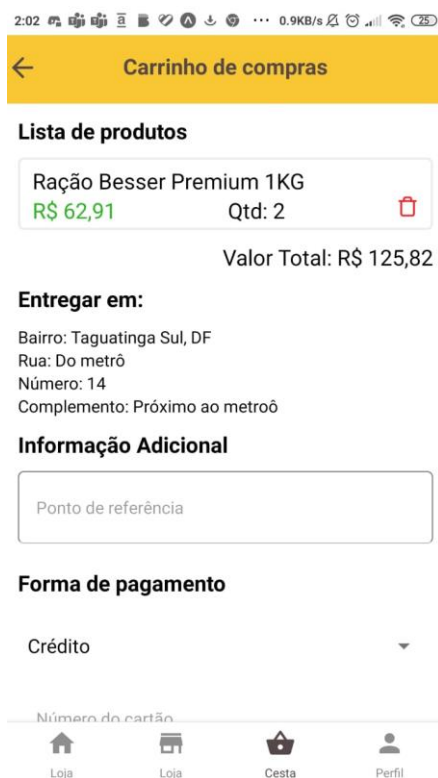 2:02 0.9KB/s 25
Carrinho de compras
Lista de produtos
Ração Besser Premium 1KG
R$ 62,91 Qtd: 2
Valor Total: R$ 125,82
Entregar em:
Bairro: Taguatinga Sul, DF
Rua: Do metrô
Número: 14
Complemento: Próximo ao metroô
Informação Adicional
Ponto de referência
Forma de pagamento
Crédito
Número do cartão
Loja Loja Cesta Perfil